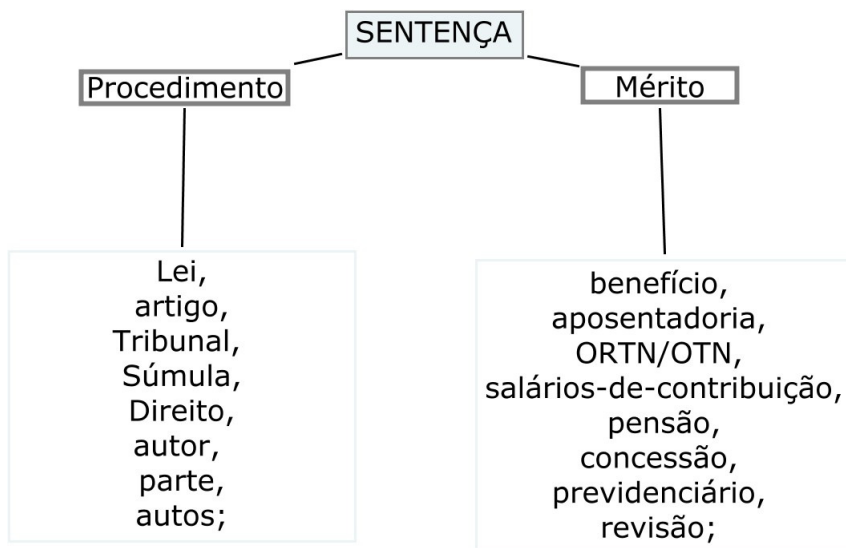 SENTENÇA
Procedimento
Mérito
Lei,
artigo,
Tribunal,
Súmula,
Direito,
autor,
parte,
autos;
benefício,
aposentadoria,
ORTN/OTN,
salários-de-contribuição,
pensão,
concessão,
previdenciário,
revisão;